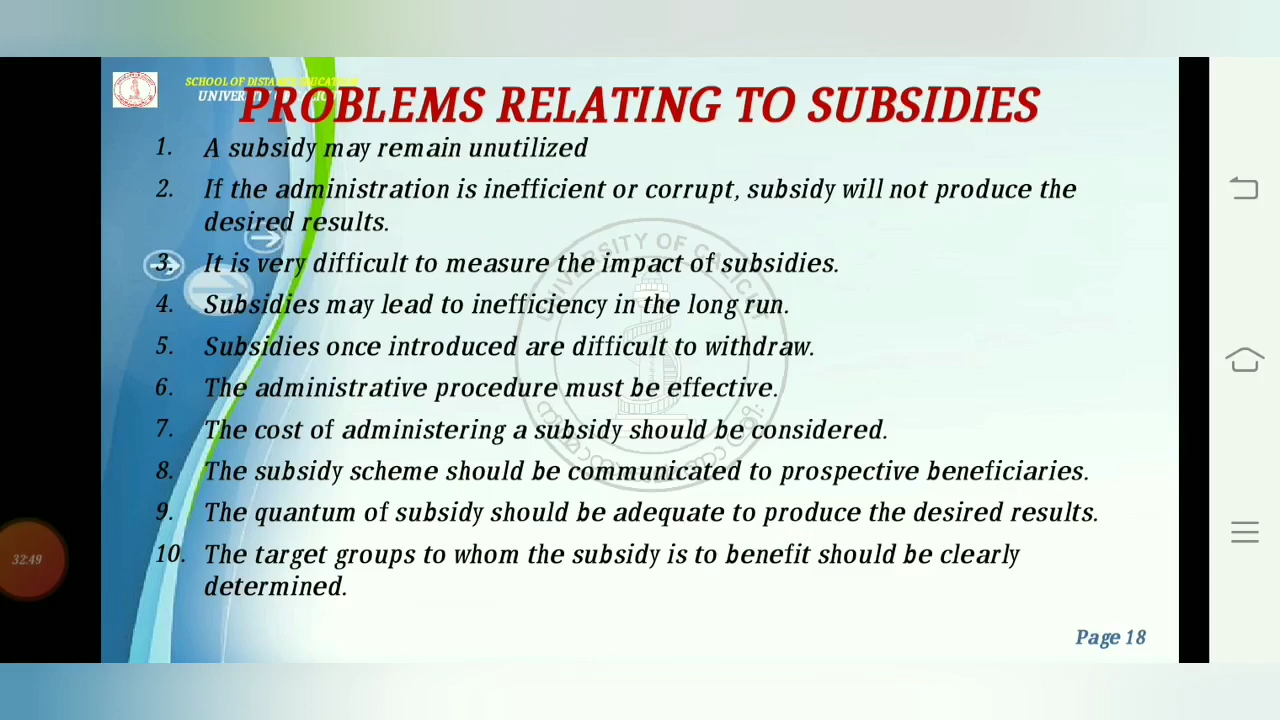 SCHOOL OF DISTANCE EDUCATION
PROBLEMS RELATING TO SUBSIDIES
1. A subsidy may remain unutilized
2. If the administration is inefficient or corrupt, subsidy will not produce the
desired results.
3. It is very difficult to measure the impact of subsidies.
4. Subsidies may lead to inefficiency in the long run.
5. Subsidies once introduced are difficult to withdraw.
6. The administrative procedure must be effective.
7. The cost of administering a subsidy should be considered.
8. The subsidy scheme should be communicated to prospective beneficiaries.
9. The quantum of subsidy should be adequate to produce the desired results.
10. The target groups to whom the subsidy is to benefit should be clearly
determined.
UNIVERSITY OF CALICUT
32:49
Page 18